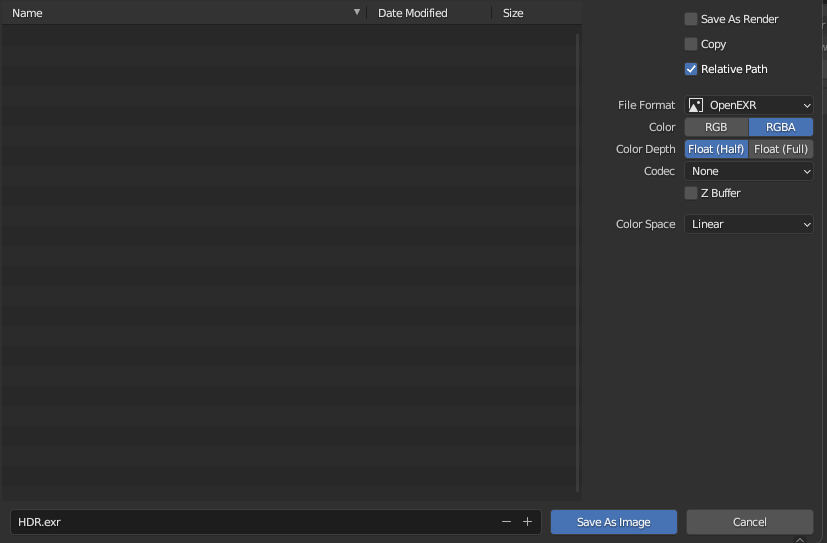 Name Date Modified Size
Save As Render
Copy
Relative Path
File Format OpenEXR
Color RGB RGBA
Color Depth Float (Half) Float (Full)
Codec None
Z Buffer
Color Space Linear
HDR.exr
Save As Image Cancel